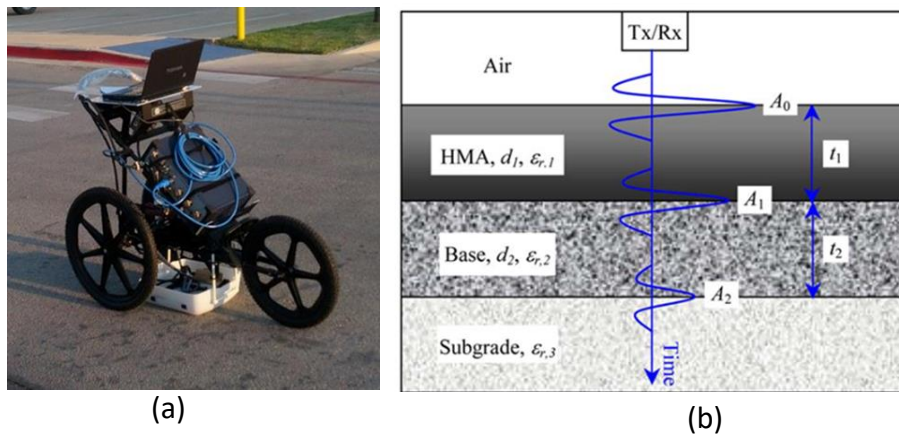 Tx/Rx
Air
A₀
HMA, d₁, εᵣ,₁
t₁
A₁
Base, d₂, εᵣ,₂
t₂
A₂
Subgrade, εᵣ,₃
Time
(a)
(b)